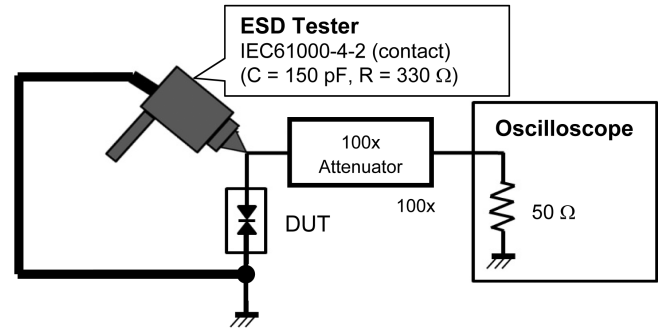 ESD Tester
IEC61000-4-2 (contact)
(C = 150 pF, R = 330 Ω)
100x
Attenuator
Oscilloscope
100x
50 Ω
DUT